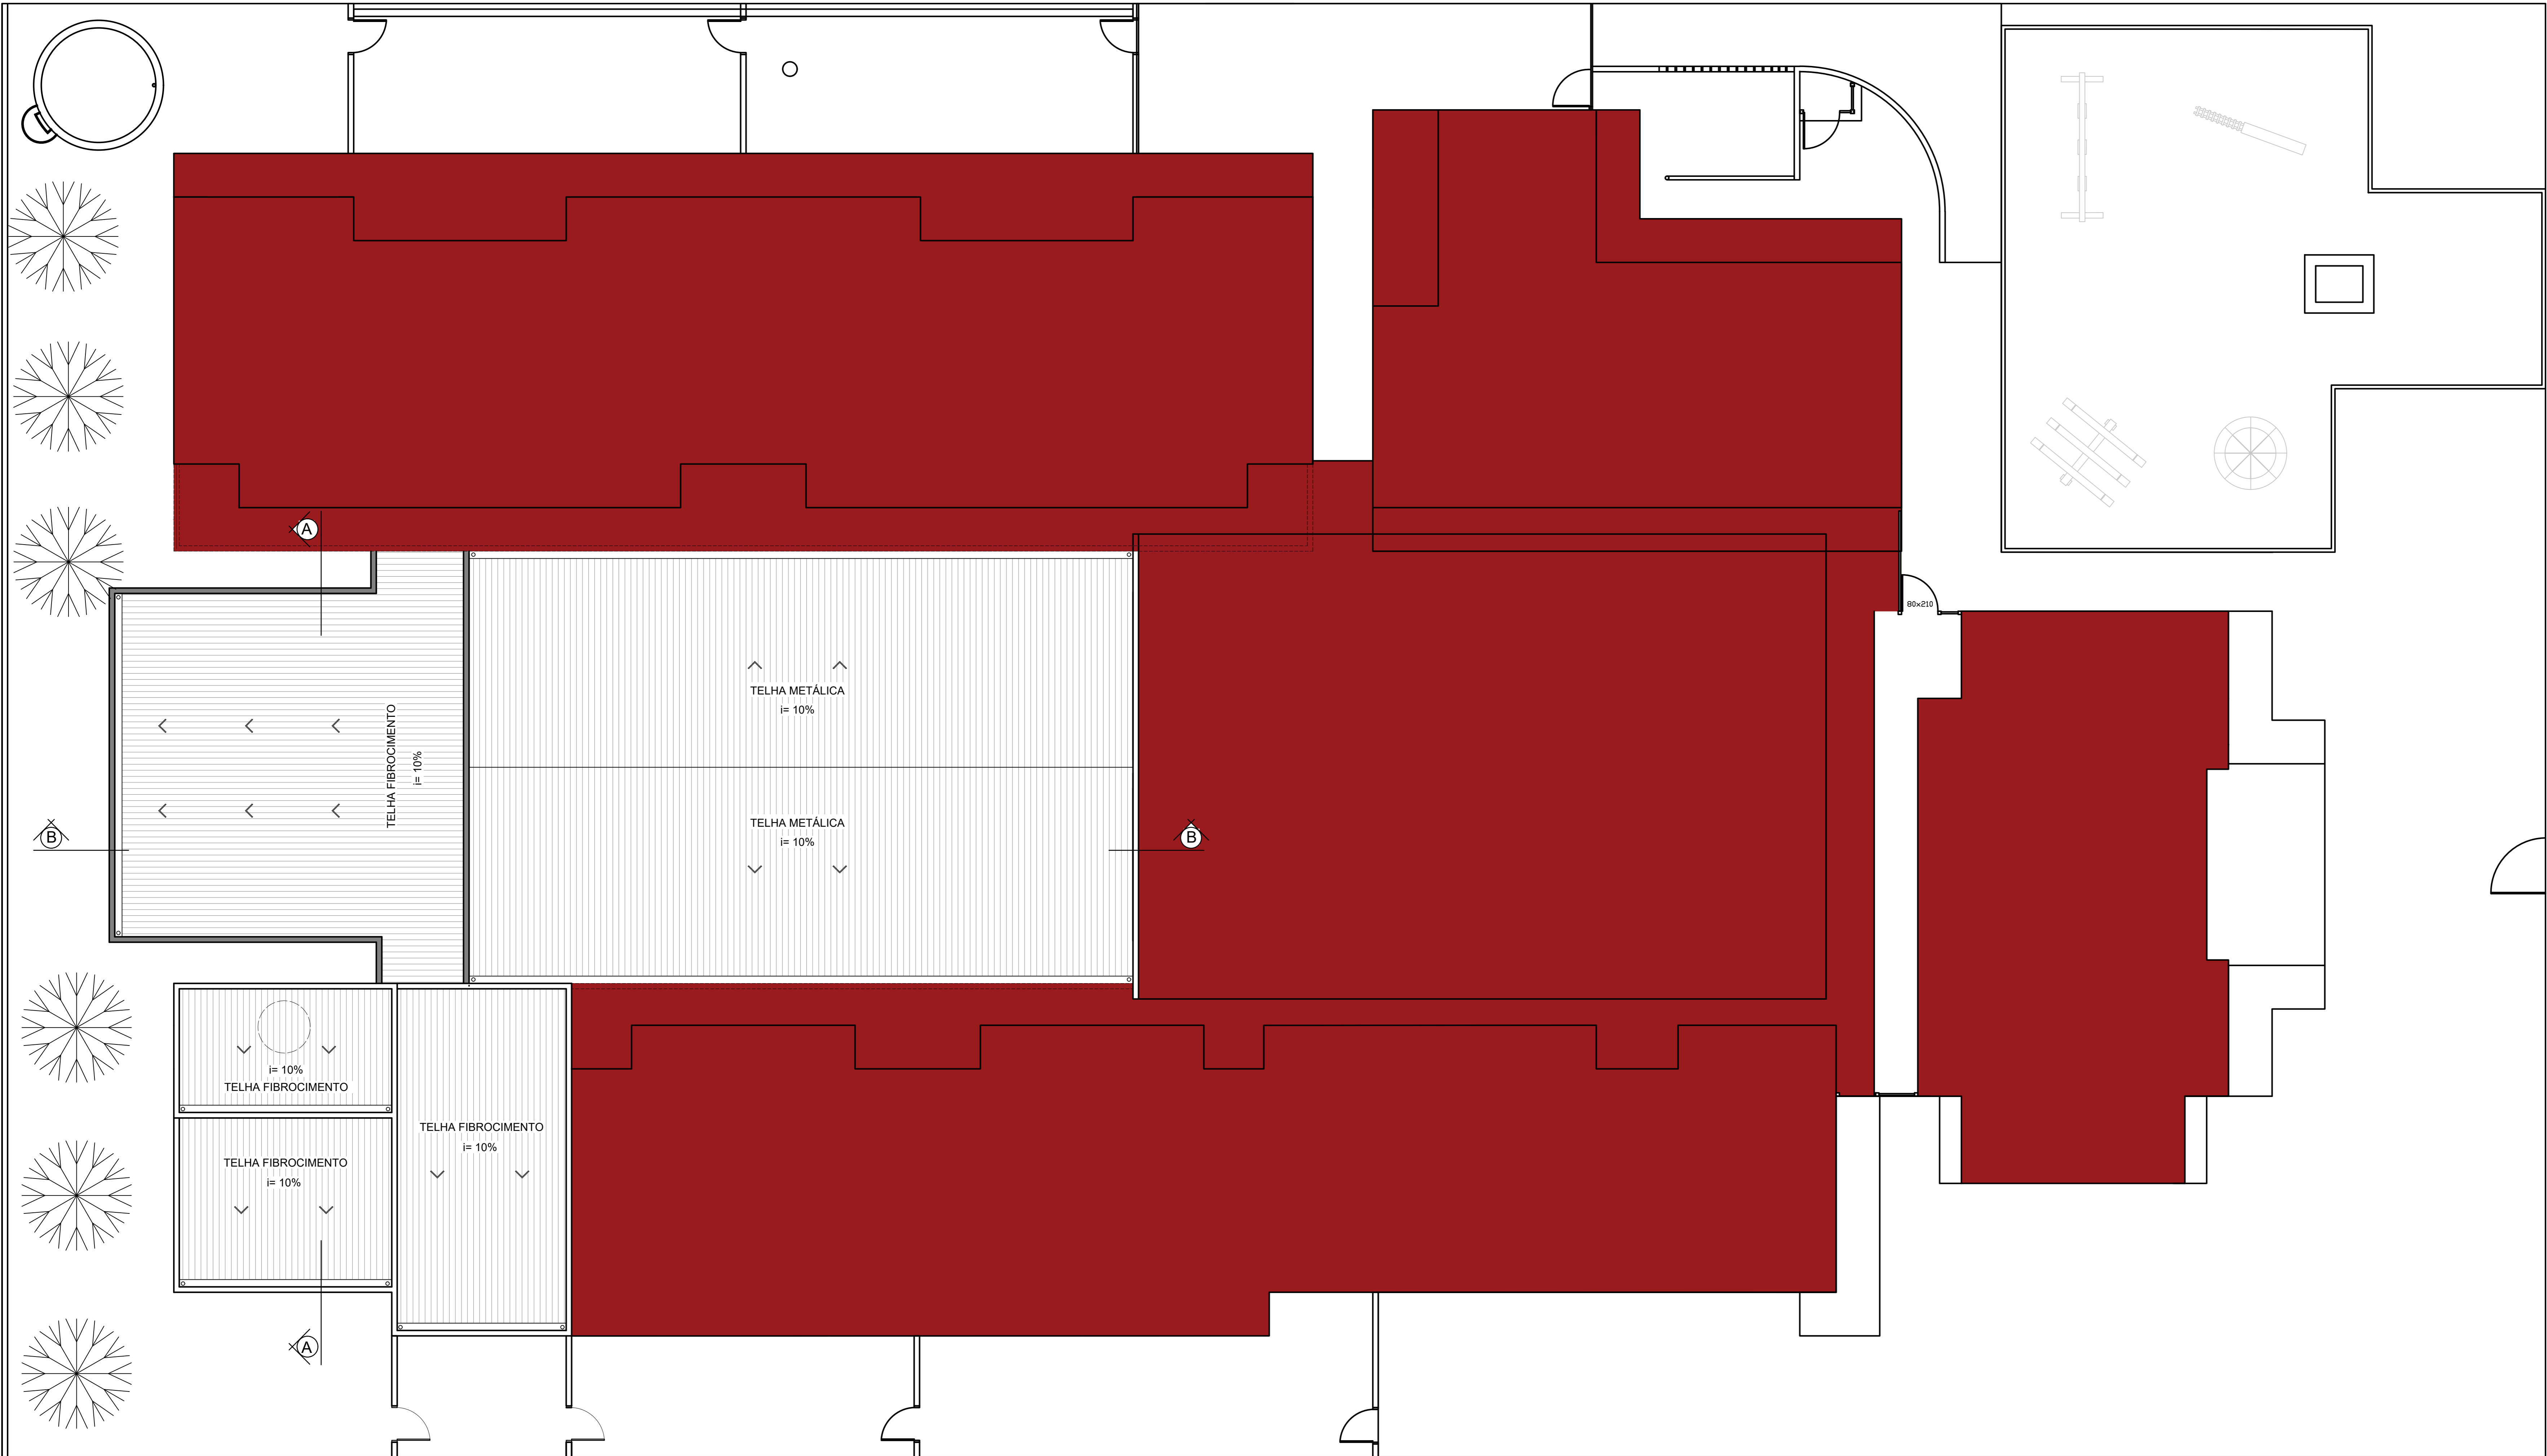 A
80x210
TELHA METÁLICA
i= 10%
TELHA FIBROCIMENTO
i= 10%
TELHA METÁLICA
i= 10%
B
B
i= 10%
TELHA FIBROCIMENTO
TELHA FIBROCIMENTO
i= 10%
TELHA FIBROCIMENTO
i= 10%
A